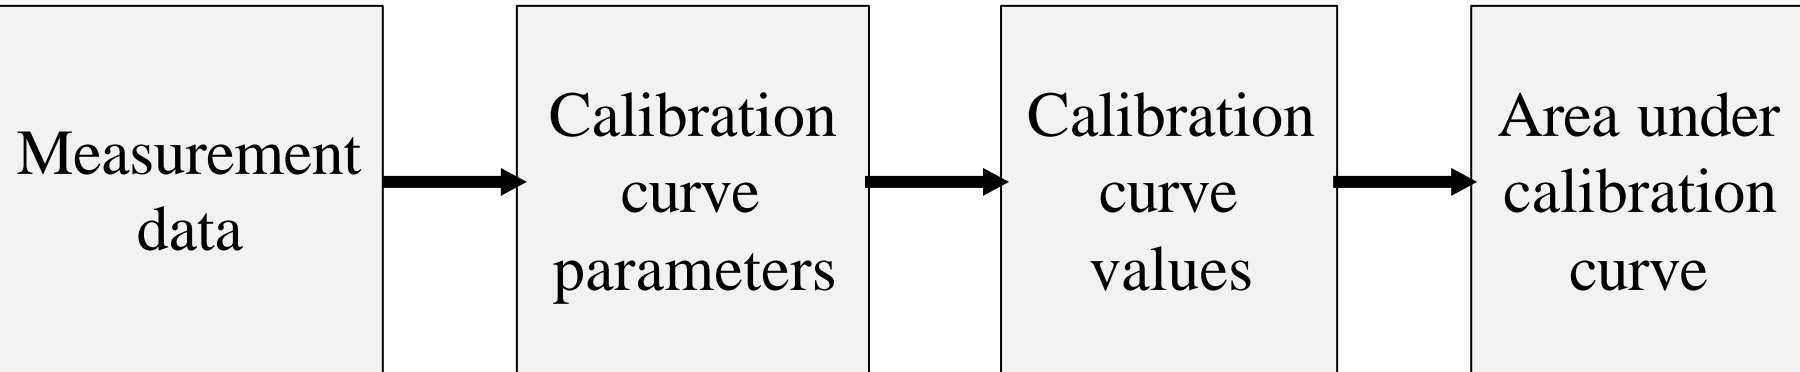 Measurement
data
Calibration
curve
parameters
Calibration
curve
values
Area under
calibration
curve